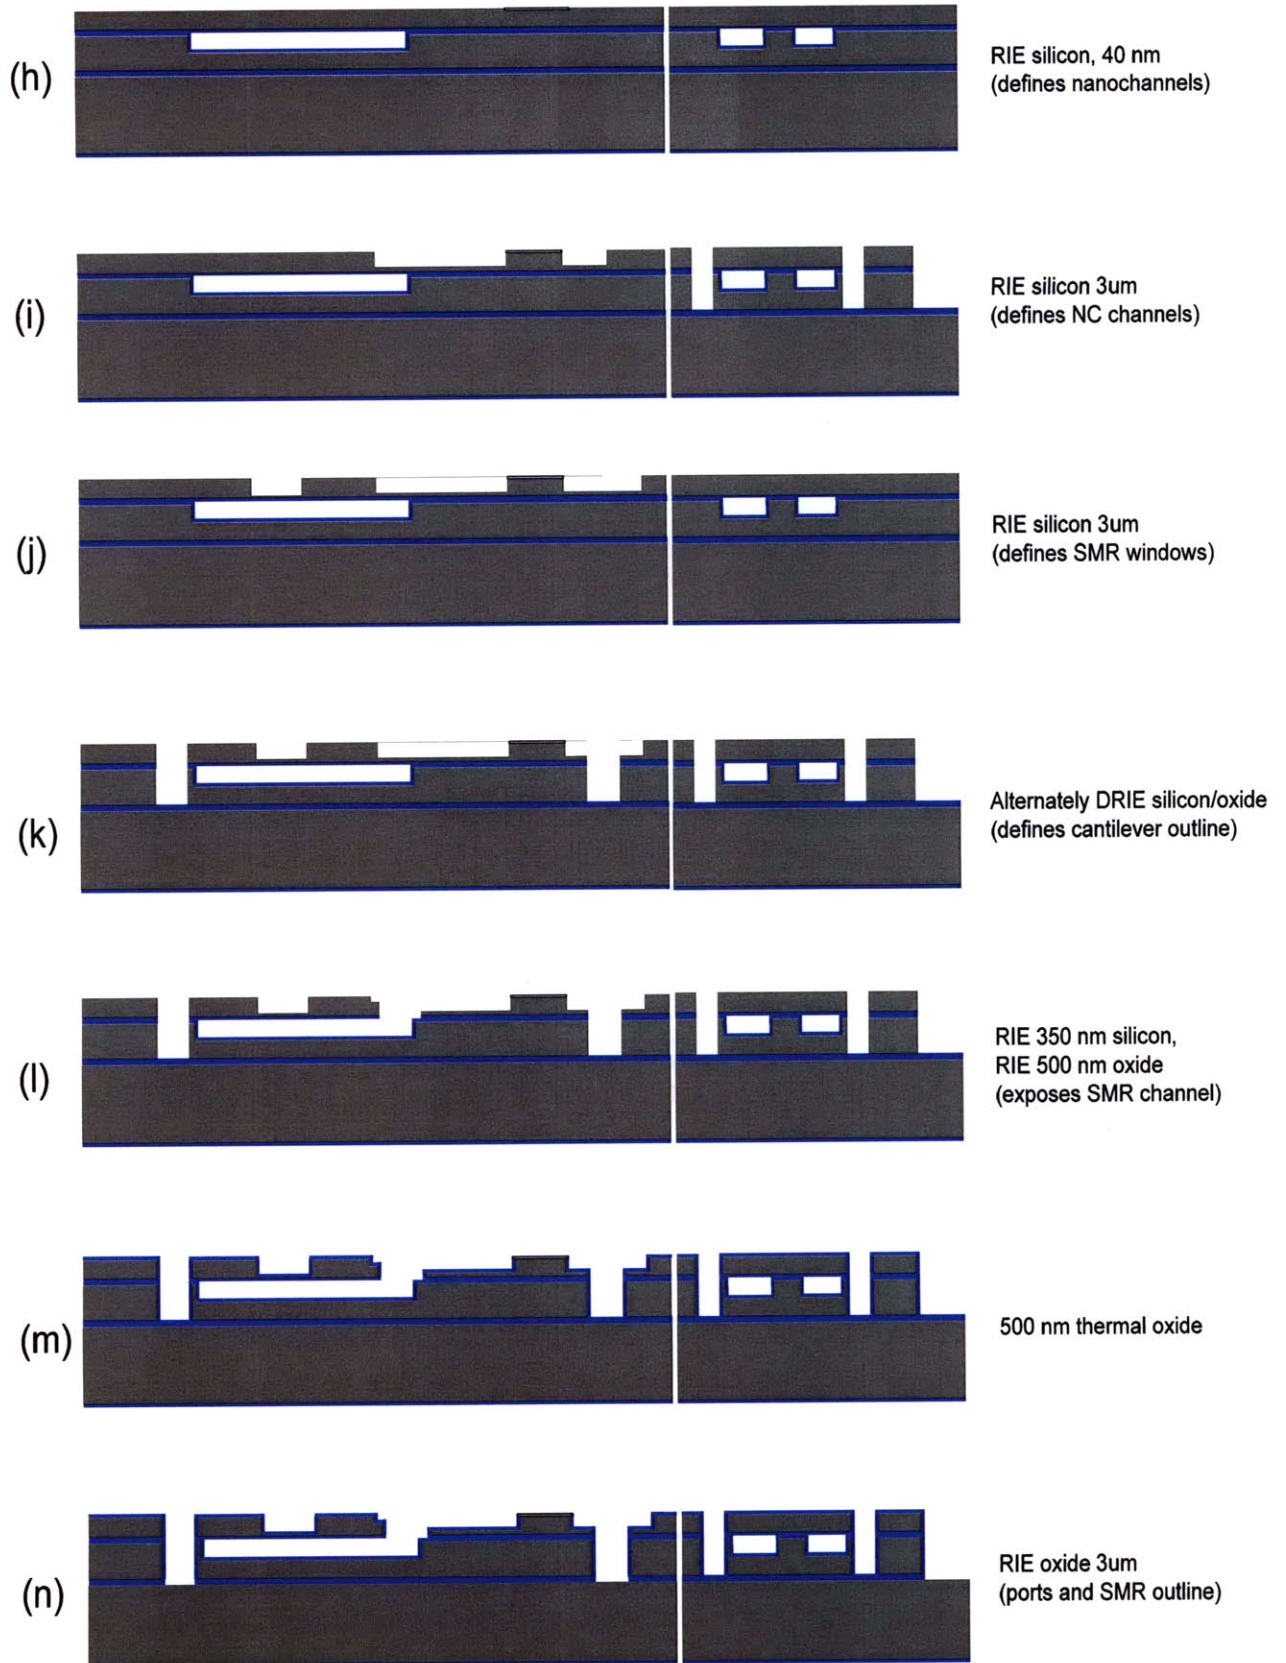 (h)
RIE silicon, 40 nm
(defines nanochannels)
(i)
RIE silicon 3um
(defines NC channels)
(j)
RIE silicon 3um
(defines SMR windows)
(k)
Alternately DRIE silicon/oxide
(defines cantilever outline)
(l)
RIE 350 nm silicon,
RIE 500 nm oxide
(exposes SMR channel)
(m)
500 nm thermal oxide
(n)
RIE oxide 3um
(ports and SMR outline)